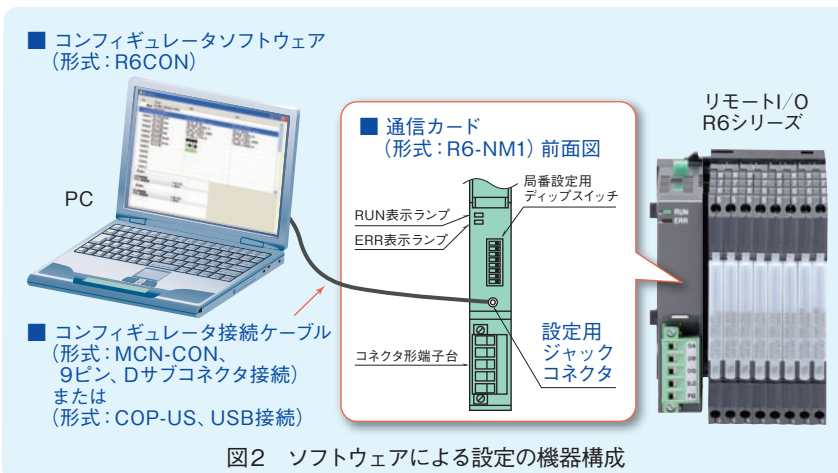 ■ コンフィギュレータソフトウェア
(形式:R6CON)
PC
■ 通信カード
(形式:R6-NM1)前面図
局番設定用
ディップスイッチ
RUN表示ランプ
ERR表示ランプ
コネクタ形端子台
設定用
ジャック
コネクタ
リモートI/O
R6シリーズ
RUN
ERR
DA
DB
DG
SLD
FG
■ コンフィギュレータ接続ケーブル
(形式:MCN-CON、
9ピン、Dサブコネクタ接続)
または
(形式:COP-US、USB接続)
図2 ソフトウェアによる設定の機器構成